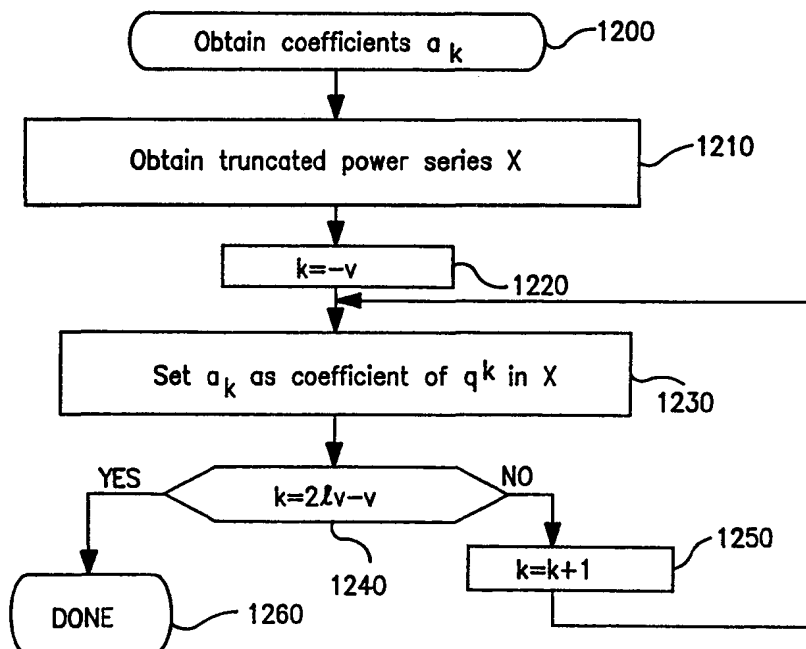 Obtain coefficients a_k
1200
Obtain truncated power series X
1210
k=-v
1220
Set a_k as coefficient of q^k in X
1230
YES
k=2ℓv-v
NO
1240
k=k+1
1250
DONE
1260